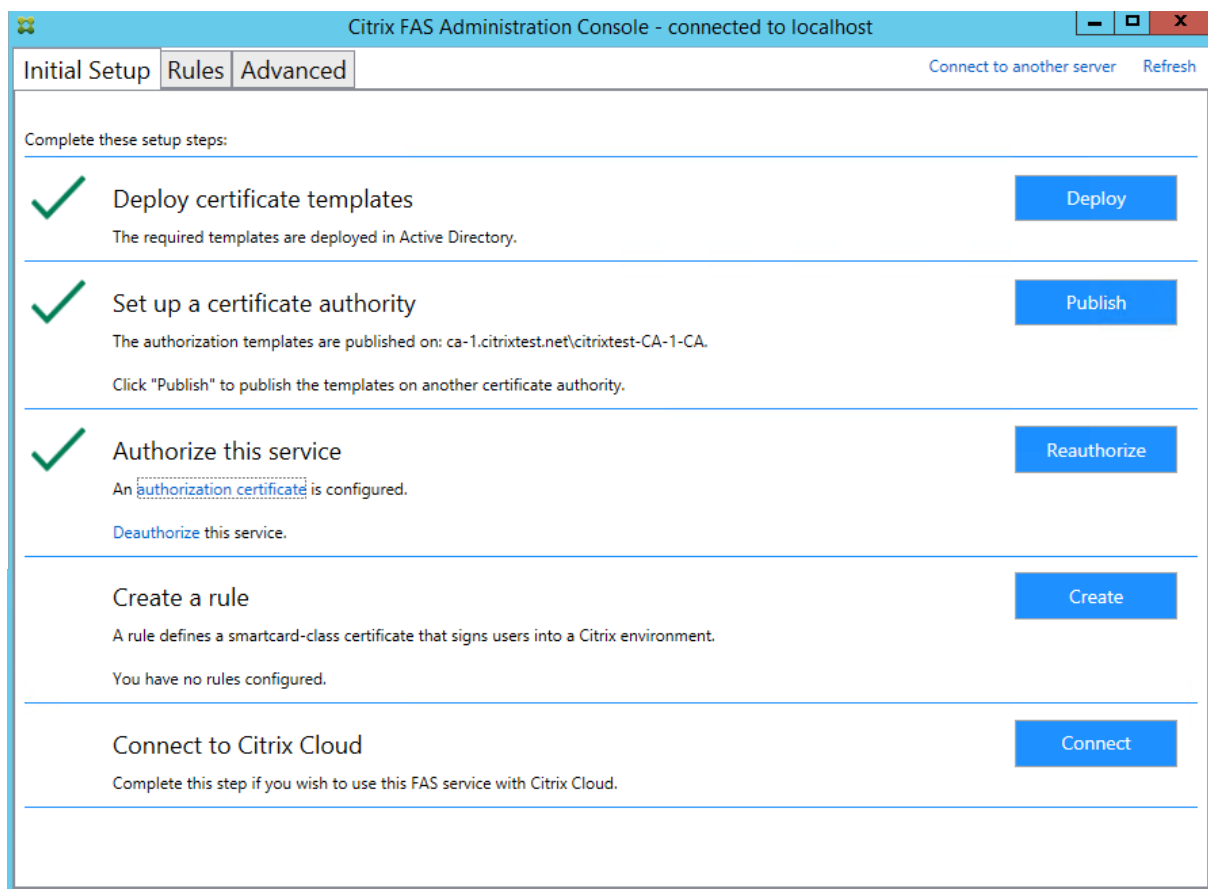 Citrix FAS Administration Console - connected to localhost
Initial Setup Rules Advanced Connect to another server Refresh
Complete these setup steps:
Deploy certificate templates
Deploy
The required templates are deployed in Active Directory.
Set up a certificate authority
Publish
The authorization templates are published on: ca-1.citrixtest.net\citrixtest-CA-1-CA.
Click "Publish" to publish the templates on another certificate authority.
Authorize this service
Reauthorize
An authorization certificate is configured.
Deauthorize this service.
Create a rule
Create
A rule defines a smartcard-class certificate that signs users into a Citrix environment.
You have no rules configured.
Connect to Citrix Cloud
Connect
Complete this step if you wish to use this FAS service with Citrix Cloud.